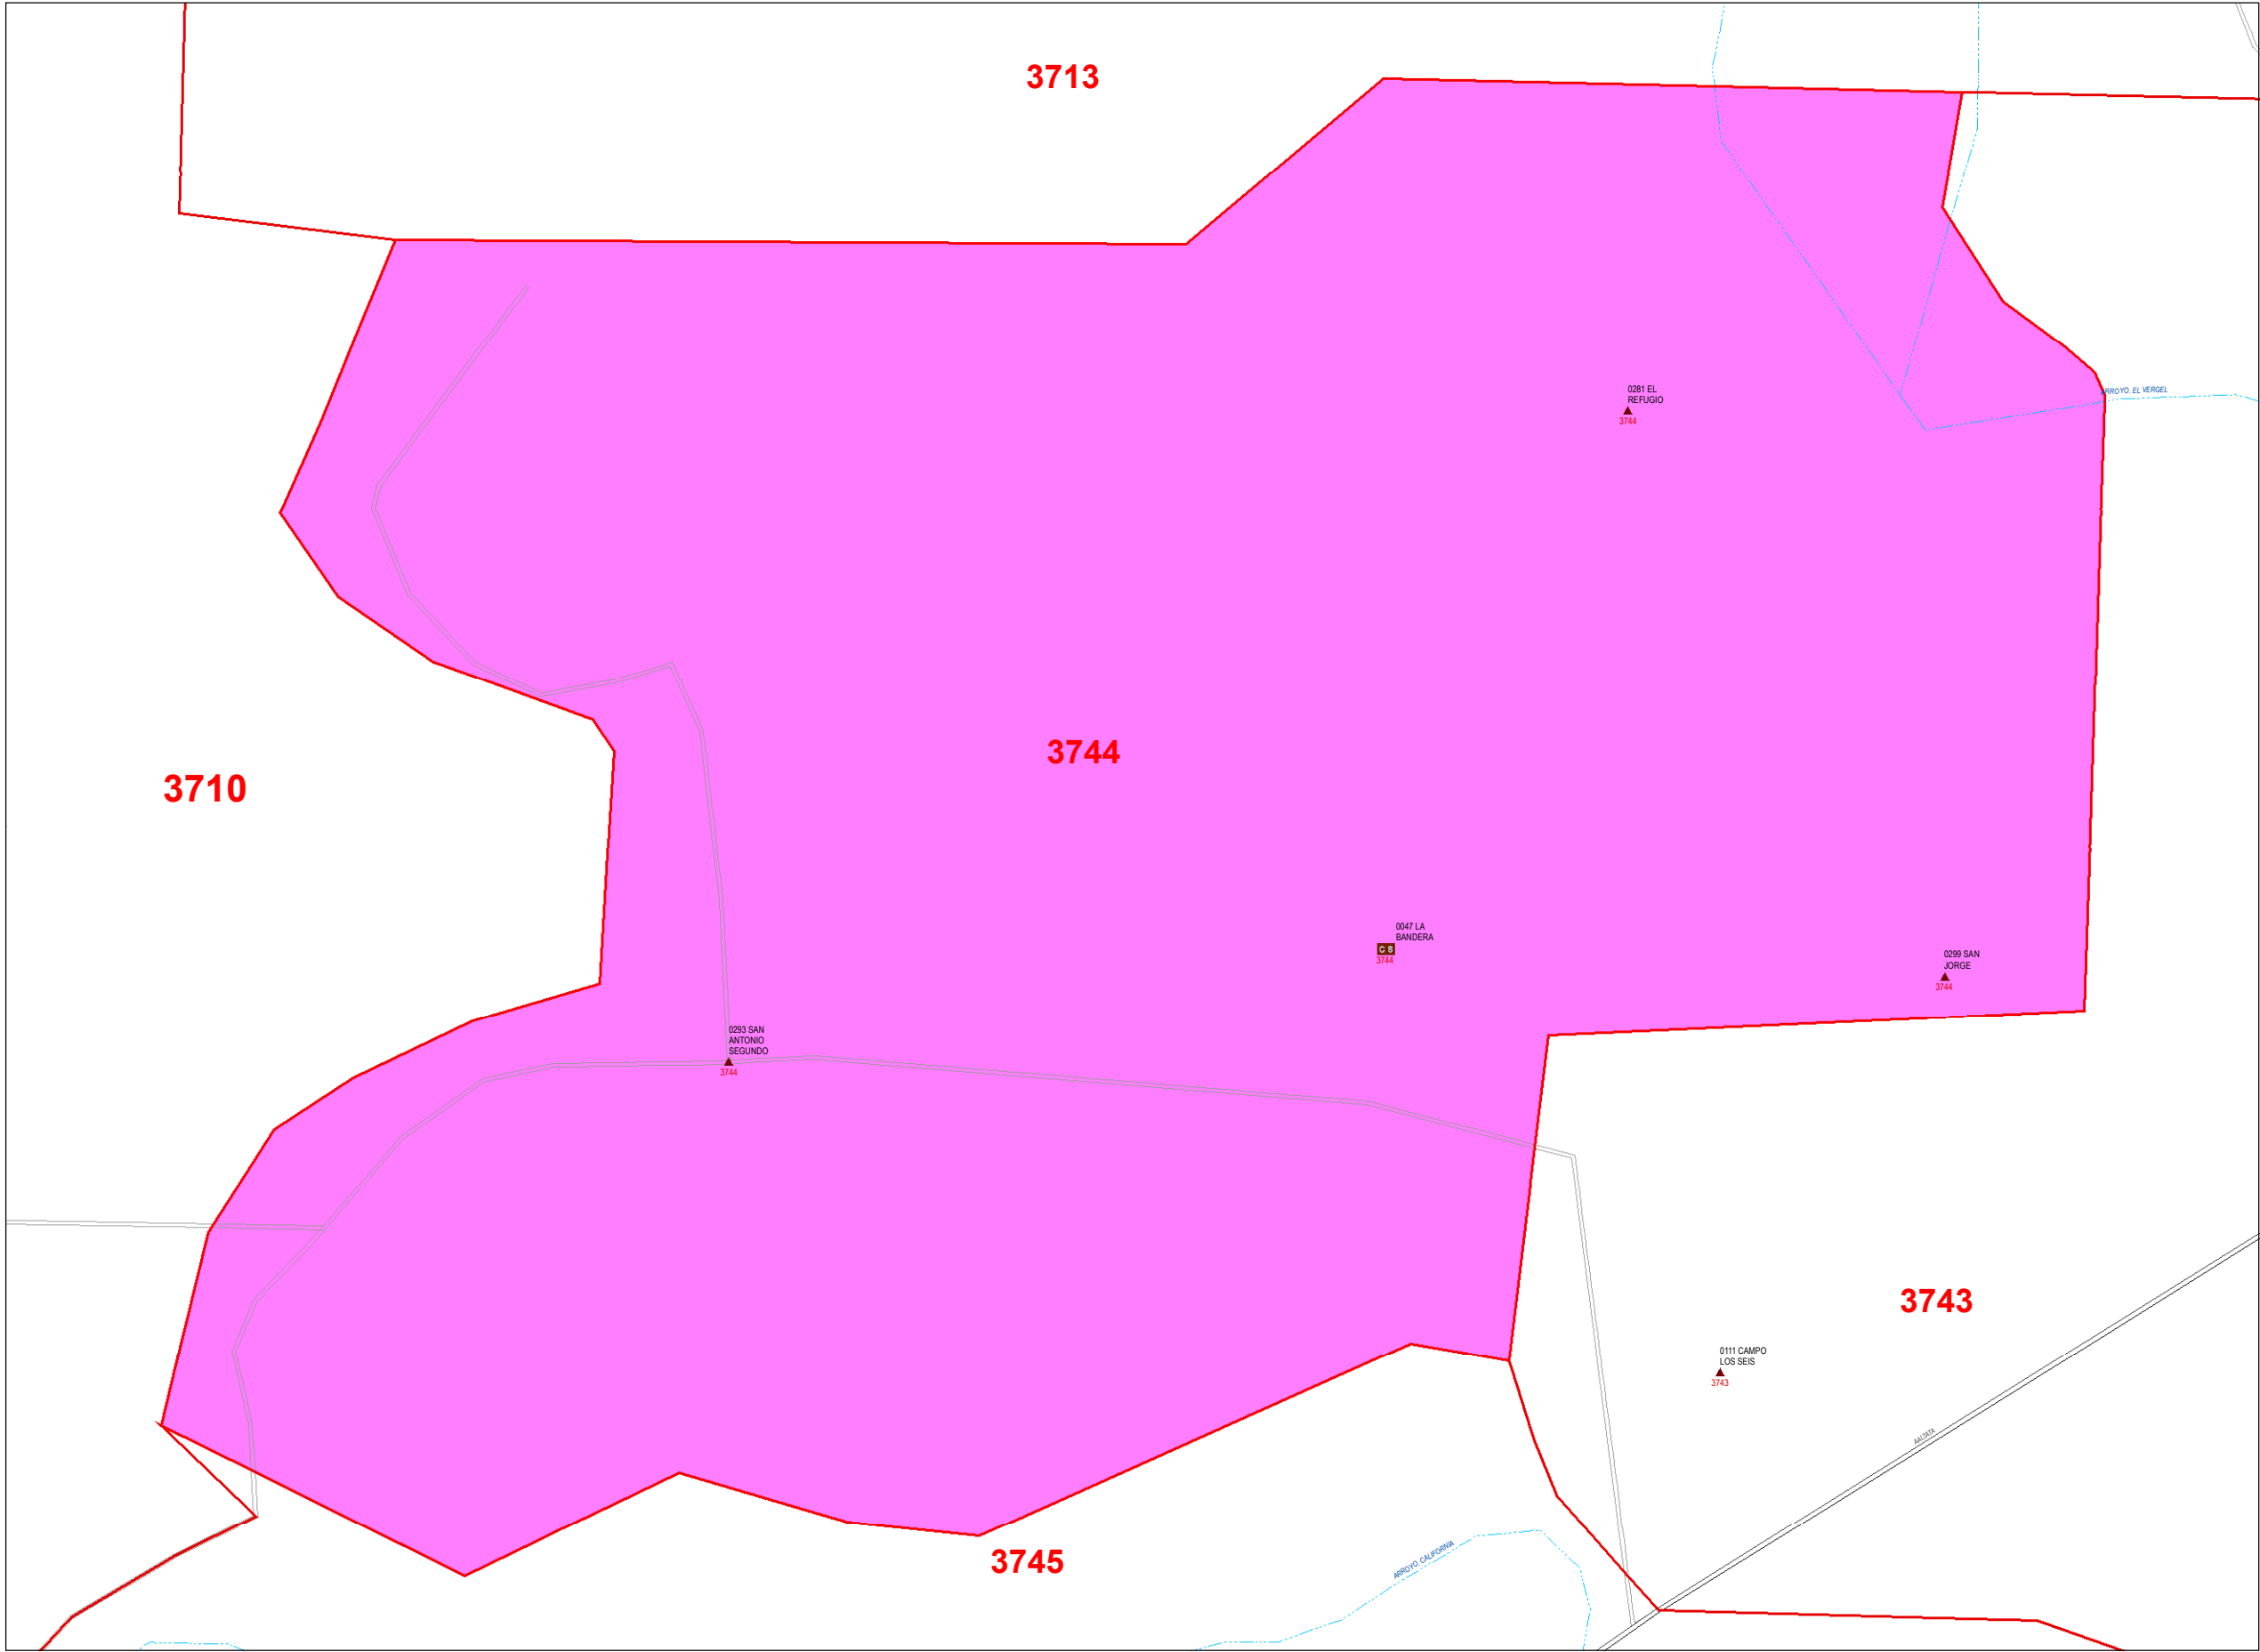 3713
0281 EL
REFUGIO
3744
ARROYO. EL VERGEL
3744
3710
0047 LA
BANDERA
3744
0299 SAN
JORGE
3744
0293 SAN
ANTONIO
SEGUNDO
3744
3743
0111 CAMPO
LOS SEIS
3743
3745
ARROYO. CALIFORNIA